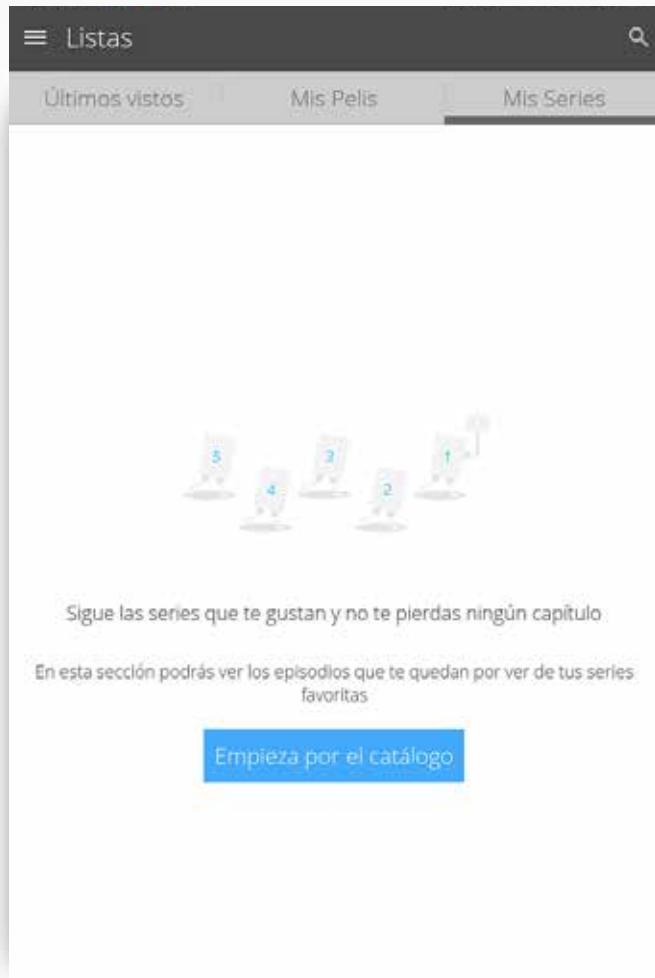 Listas
Últimos vistos Mis Pelis Mis Series
5 3 1
4 2
Sigue las series que te gustan y no te pierdas ningún capítulo
En esta sección podrás ver los episodios que te quedan por ver de tus series
favoritas
Empieza por el catálogo